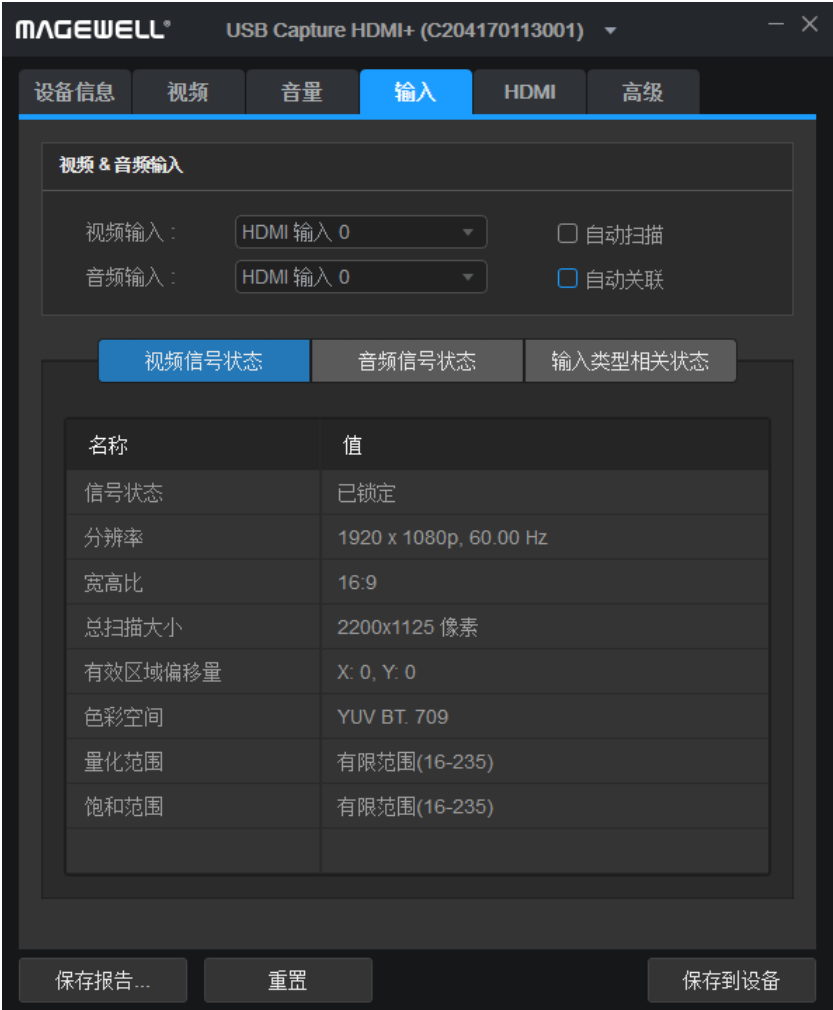 MAGEWELL® USB Capture HDMI+ (C204170113001)
设备信息 视频 音量 输入 HDMI 高级
视频 & 音频输入
视频输入 : HDMI 输入 0 自动扫描
音频输入 : HDMI 输入 0 自动关联
视频信号状态 音频信号状态 输入类型相关状态
名称 值
信号状态 已锁定
分辨率 1920 x 1080p, 60.00 Hz
宽高比 16:9
总扫描大小 2200x1125 像素
有效区域偏移量 X: 0, Y: 0
色彩空间 YUV BT. 709
量化范围 有限范围(16-235)
饱和范围 有限范围(16-235)
保存报告... 重置 保存到设备